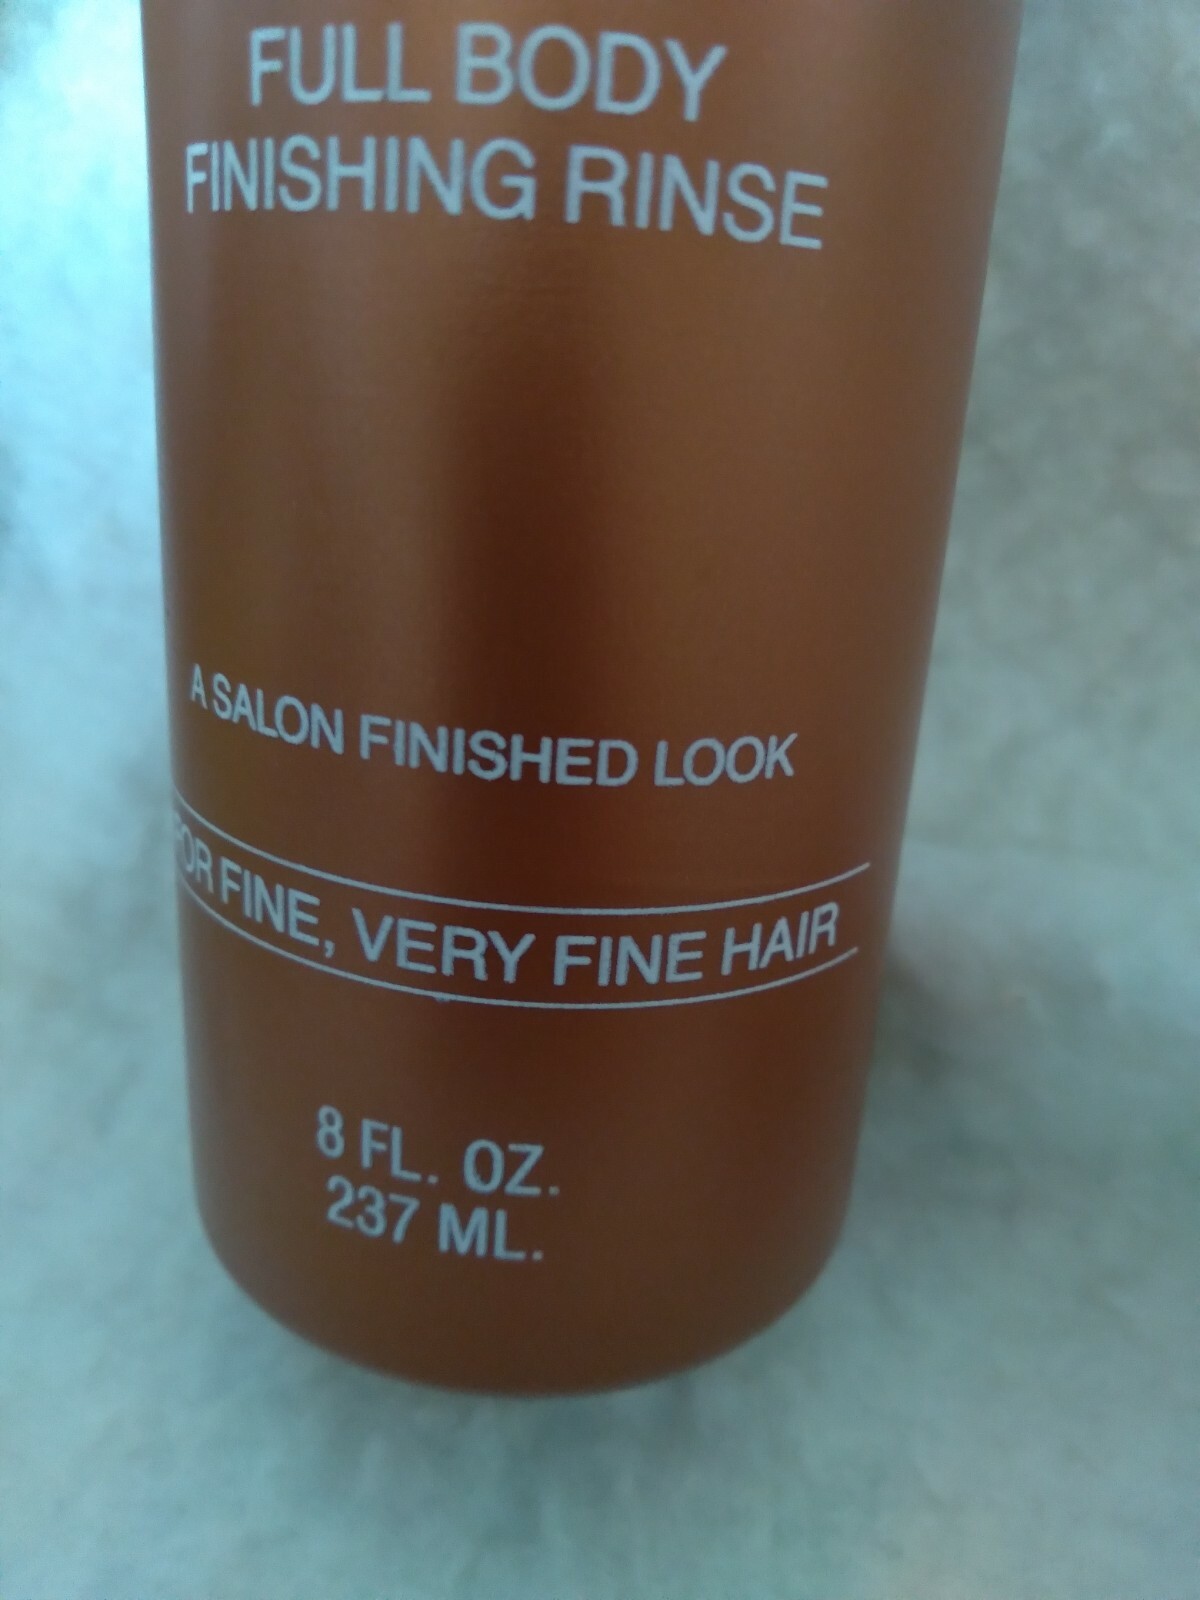 FULL BODY
FINISHING RINSE
A SALON FINISHED LOOK
FOR FINE, VERY FINE HAIR
8 FL. OZ.
237 ML.